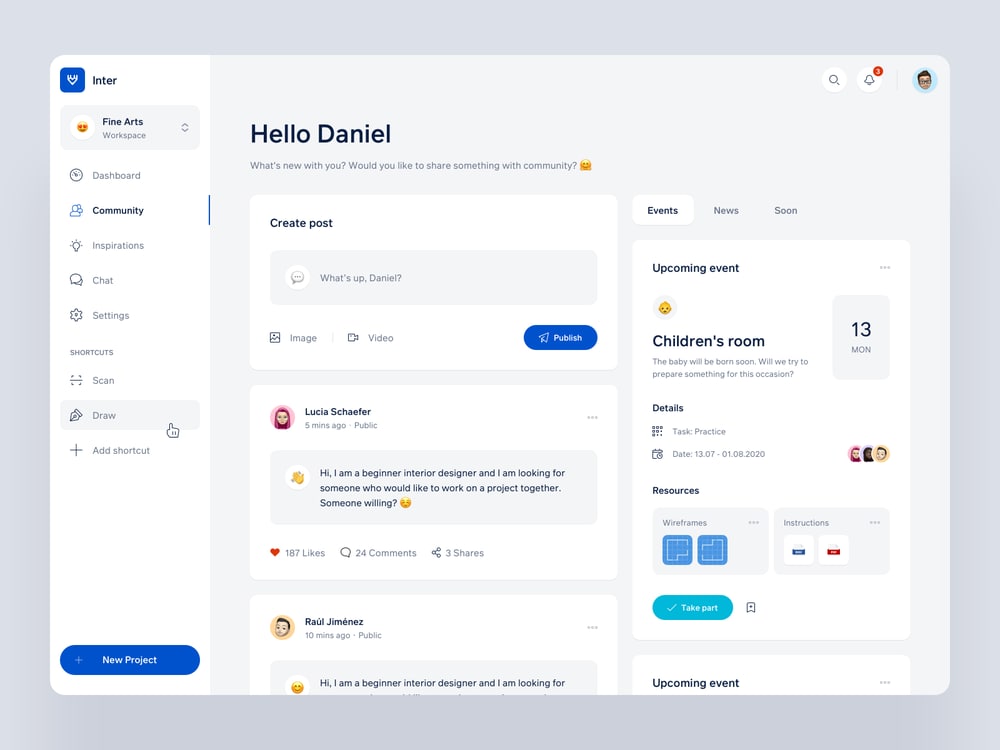 Inter
Fine Arts
Workspace
Dashboard
Community
Inspirations
Chat
Settings
SHORTCUTS
Scan
Draw
Add shortcut
New Project
3
Hello Daniel
What's new with you? Would you like to share something with community? 🤗
Create post
What's up, Daniel?
Image
Video
Publish
Lucia Schaefer
5 mins ago · Public
Hi, I am a beginner interior designer and I am looking for
someone who would like to work on a project together.
Someone willing? ☺️
187 Likes
24 Comments
3 Shares
Raúl Jiménez
10 mins ago · Public
Hi, I am a beginner interior designer and I am looking for
Events
News
Soon
Upcoming event
Children's room
The baby will be born soon. Will we try to
prepare something for this occasion?
13
MON
Details
Task: Practice
Date: 13.07 - 01.08.2020
Resources
Wireframes
Instructions
Take part
Upcoming event